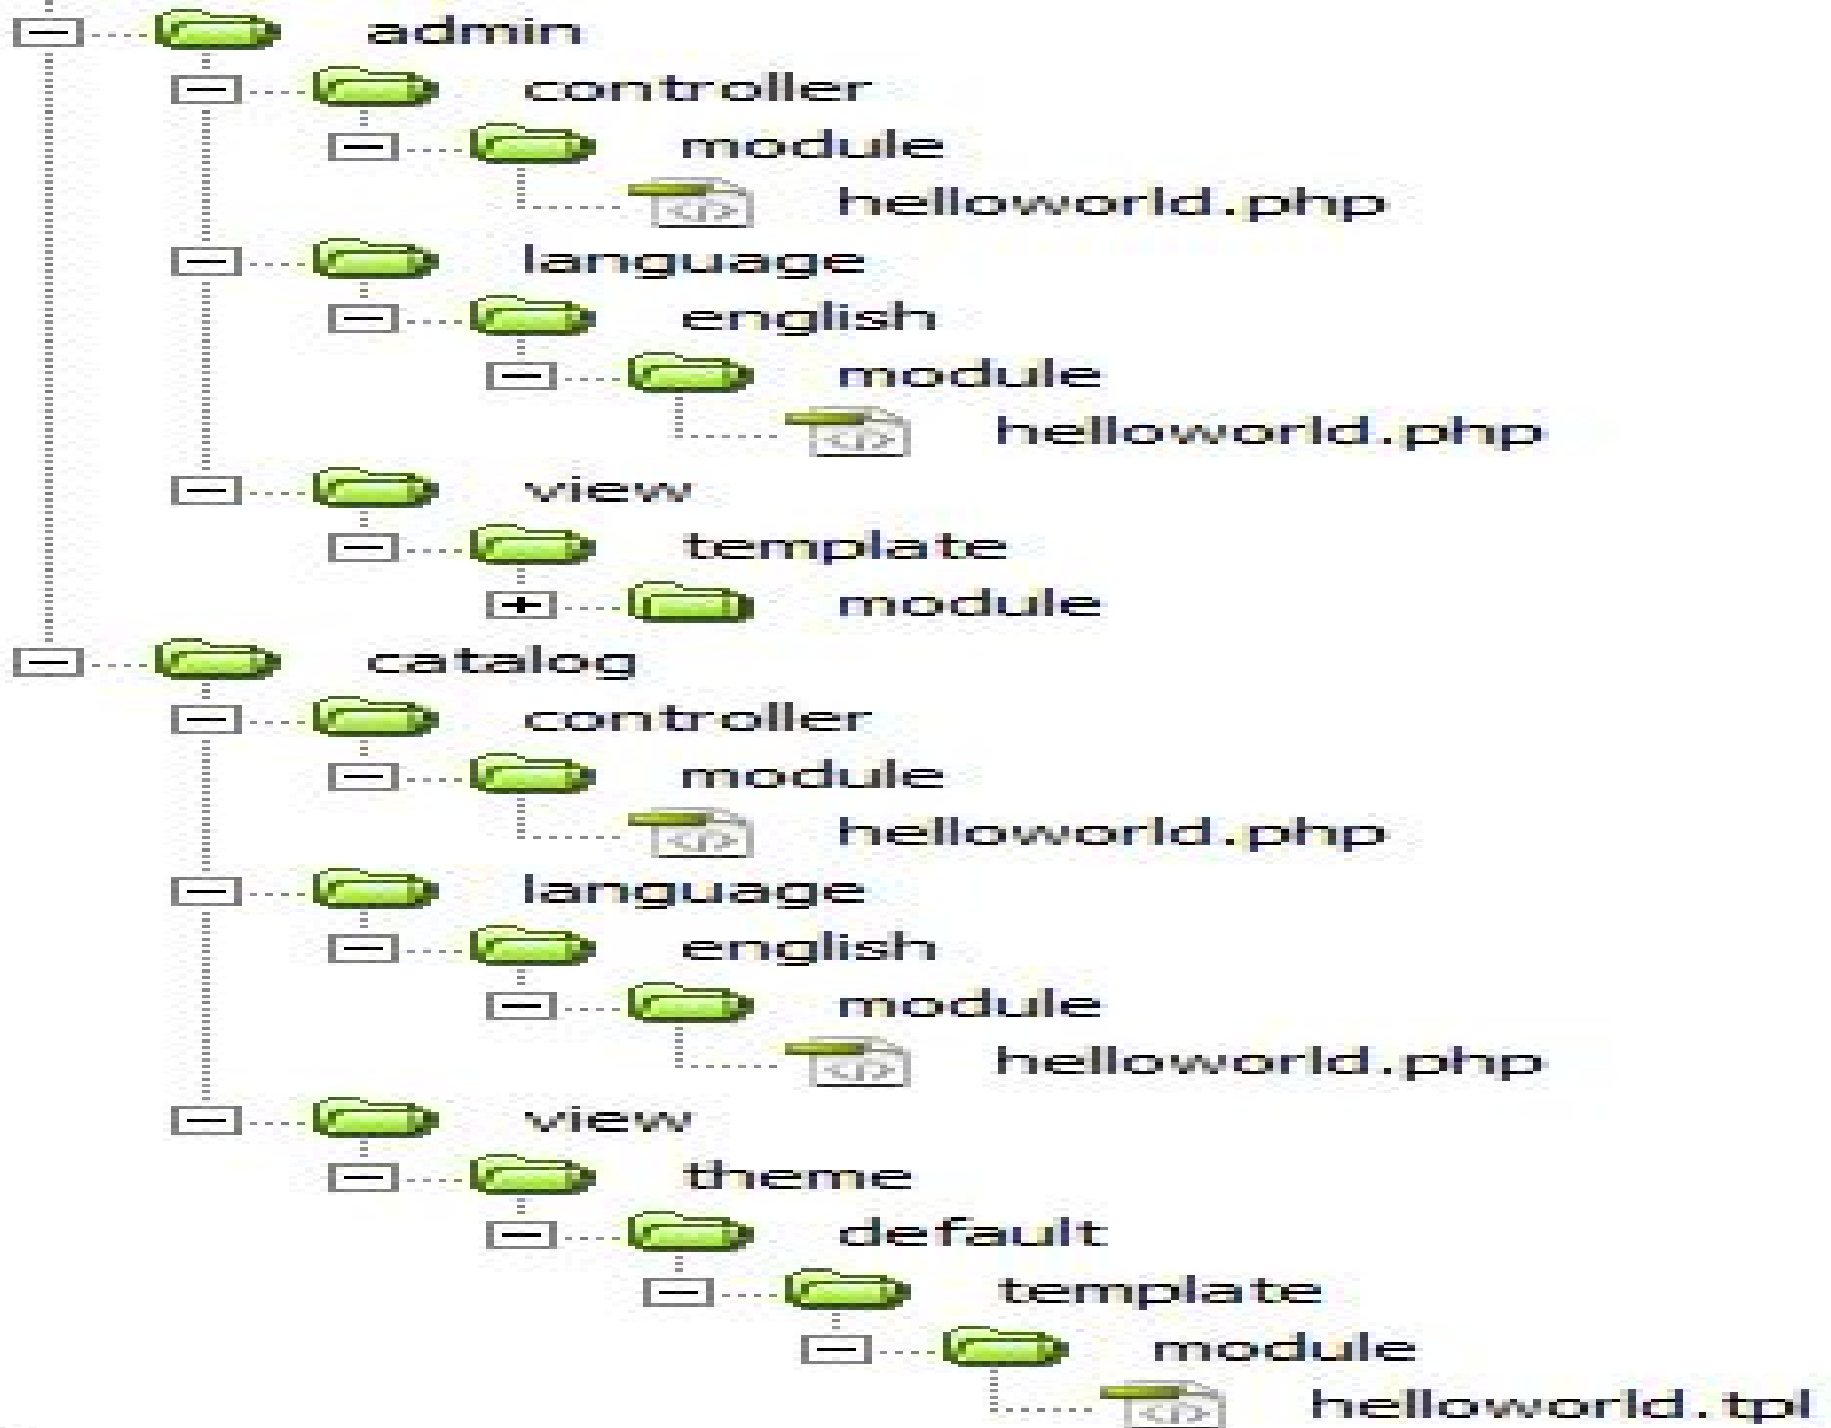 admin
controller
module
helloworld.php
language
english
module
helloworld.php
view
template
module
catalog
controller
module
helloworld.php
language
english
module
helloworld.php
view
theme
default
template
module
helloworld.tpl